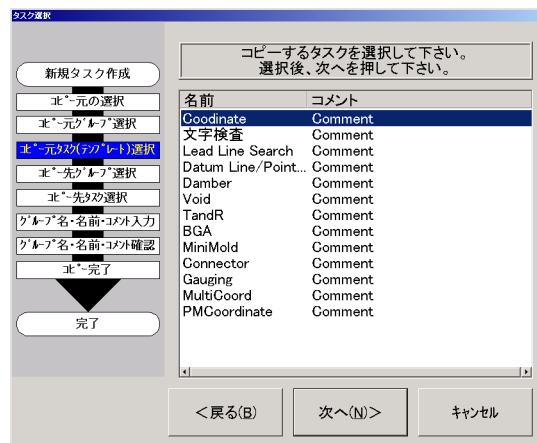 タスク選択
コピーするタスクを選択して下さい。
選択後、次へを押して下さい。
新規タスク作成
ｺﾋﾟｰ元の選択
ｺﾋﾟｰ元ｸﾞﾙｰﾌﾟ選択
ｺﾋﾟｰ元ﾀｽｸ(ﾃﾝﾌﾟﾚｰﾄ)選択
ｺﾋﾟｰ先ｸﾞﾙｰﾌﾟ選択
ｺﾋﾟｰ先ﾀｽｸ選択
ｸﾞﾙｰﾌﾟ名・名前・ｺﾒﾝﾄ入力
ｸﾞﾙｰﾌﾟ名・名前・ｺﾒﾝﾄ確認
ｺﾋﾟｰ完了
完了
名前 コメント
Coodinate Comment
文字検査 Comment
Lead Line Search Comment
Datum Line/Point... Comment
Damber Comment
Void Comment
TandR Comment
BGA Comment
MiniMold Comment
Connector Comment
Gauging Comment
MultiCoord Comment
PMCoordinate Comment
＜戻る(B) 次へ(N)＞ キャンセル